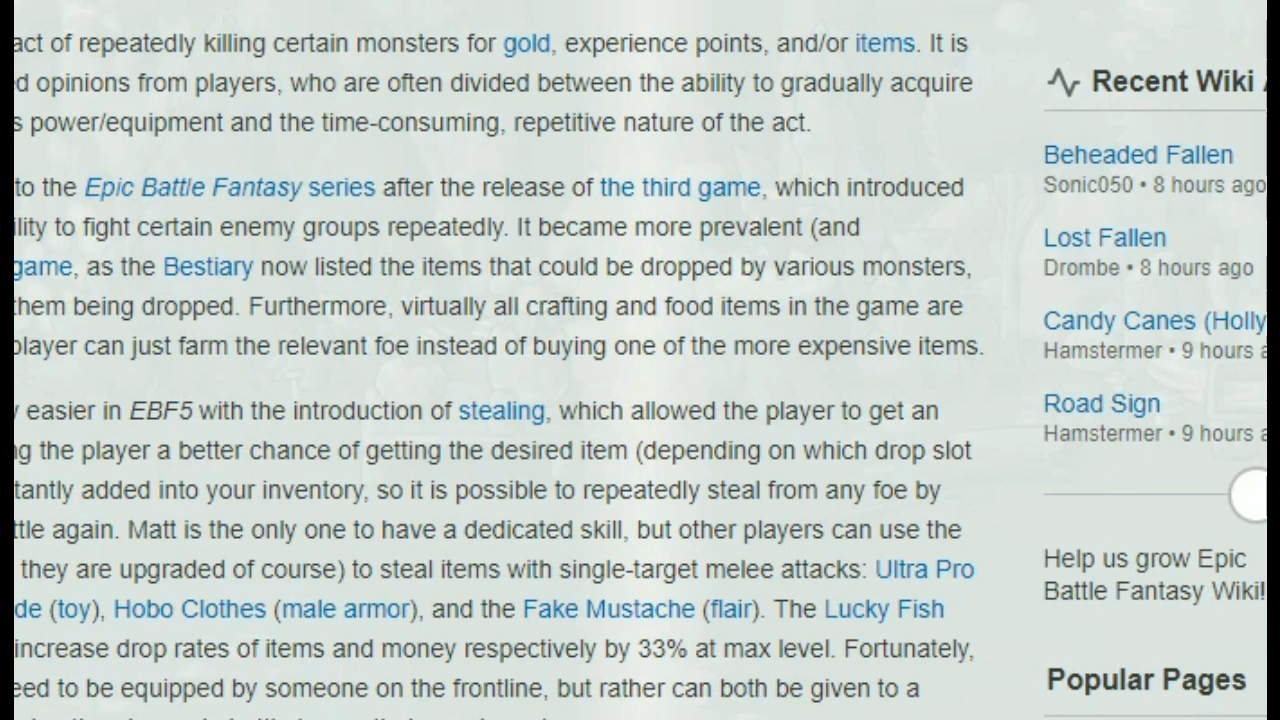 act of repeatedly killing certain monsters for gold, experience points, and/or items. It is
opinions from players, who are often divided between the ability to gradually acquire
power/equipment and the time-consuming, repetitive nature of the act.
to the Epic Battle Fantasy series after the release of the third game, which introduced
to fight certain enemy groups repeatedly. It became more prevalent (and
game, as the Bestiary now listed the items that could be dropped by various monsters,
them being dropped. Furthermore, virtually all crafting and food items in the game are
player can just farm the relevant foe instead of buying one of the more expensive items.
easier in EBF5 with the introduction of stealing, which allowed the player to get an
the player a better chance of getting the desired item (depending on which drop slot
added into your inventory, so it is possible to repeatedly steal from any foe by
again. Matt is the only one to have a dedicated skill, but other players can use the
they are upgraded of course) to steal items with single-target melee attacks: Ultra Pro
(toy), Hobo Clothes (male armor), and the Fake Mustache (flair). The Lucky Fish
increase drop rates of items and money respectively by 33% at max level. Fortunately,
to be equipped by someone on the frontline, but rather can both be given to a
Recent Wiki
Beheaded Fallen
Sonic050 • 8 hours ago
Lost Fallen
Drombe • 8 hours ago
Candy Canes (Holly
Hamstermer • 9 hours a
Road Sign
Hamstermer • 9 hours a
Help us grow Epic
Battle Fantasy Wiki!
Popular Pages